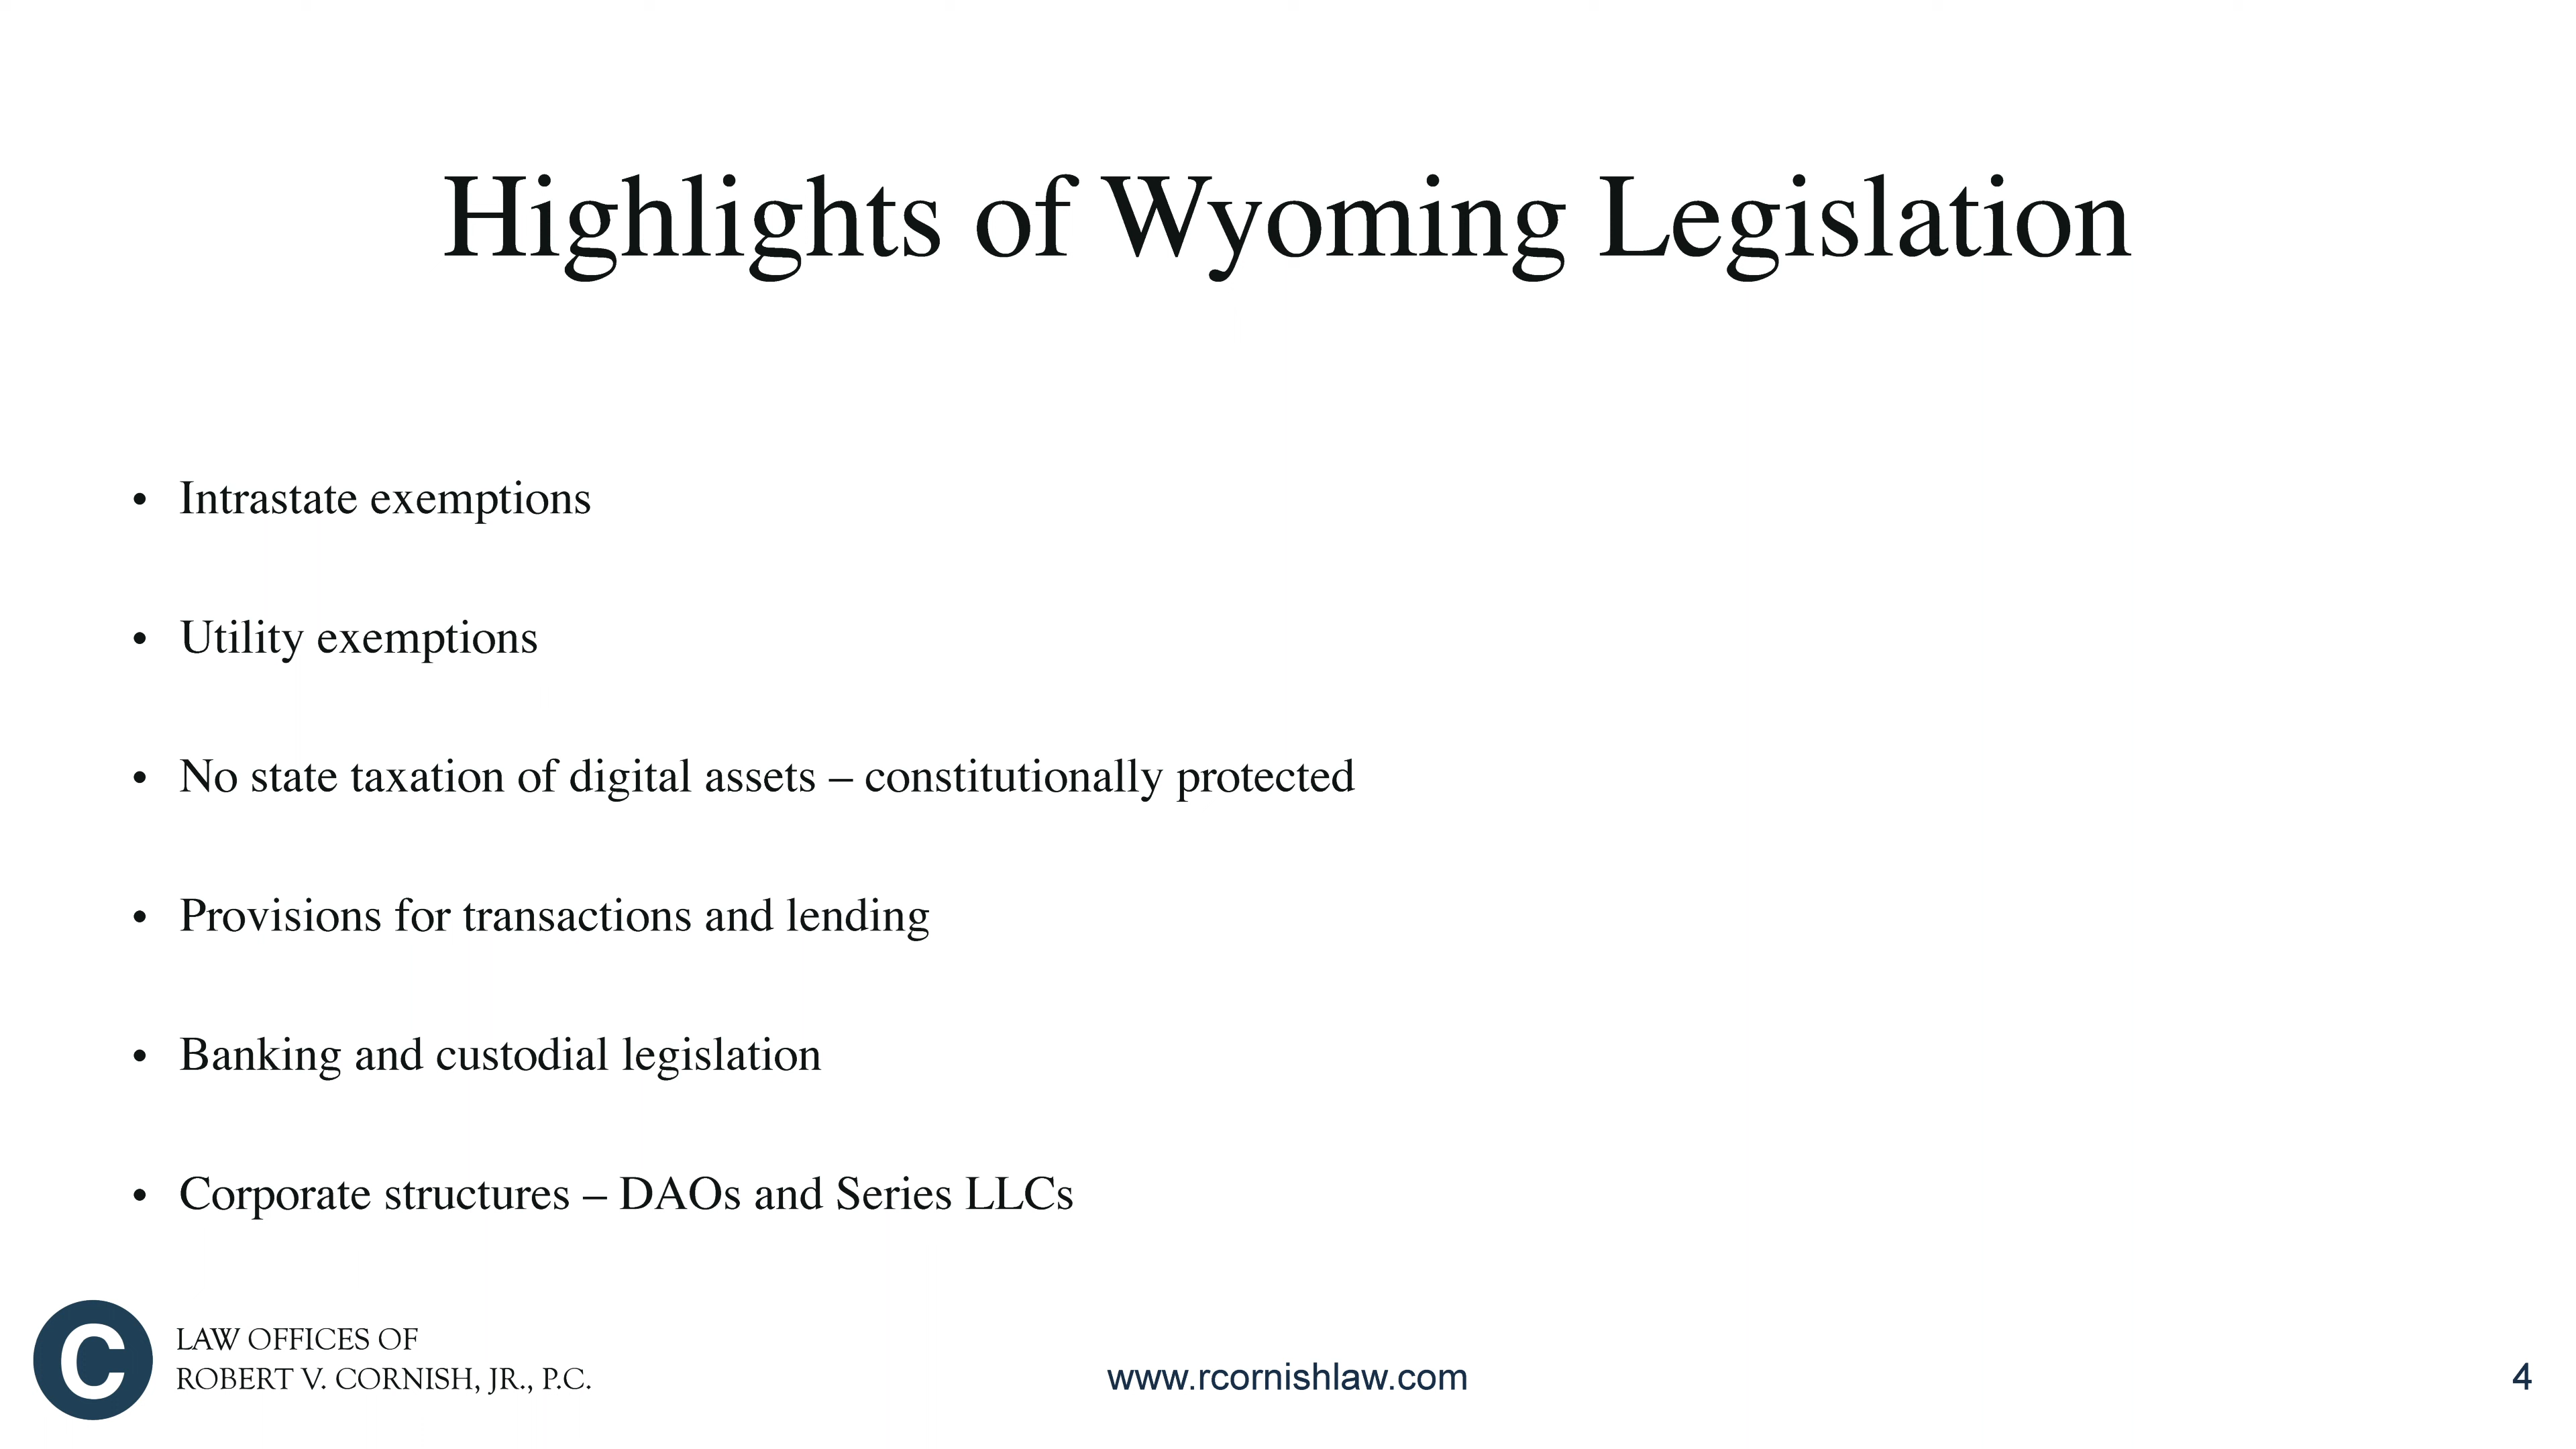 Highlights of Wyoming Legislation
• Intrastate exemptions
• Utility exemptions
• No state taxation of digital assets – constitutionally protected
• Provisions for transactions and lending
• Banking and custodial legislation
• Corporate structures – DAOs and Series LLCs
C
LAW OFFICES OF
ROBERT V. CORNISH, JR., P.C.
www.rcornishlaw.com
4